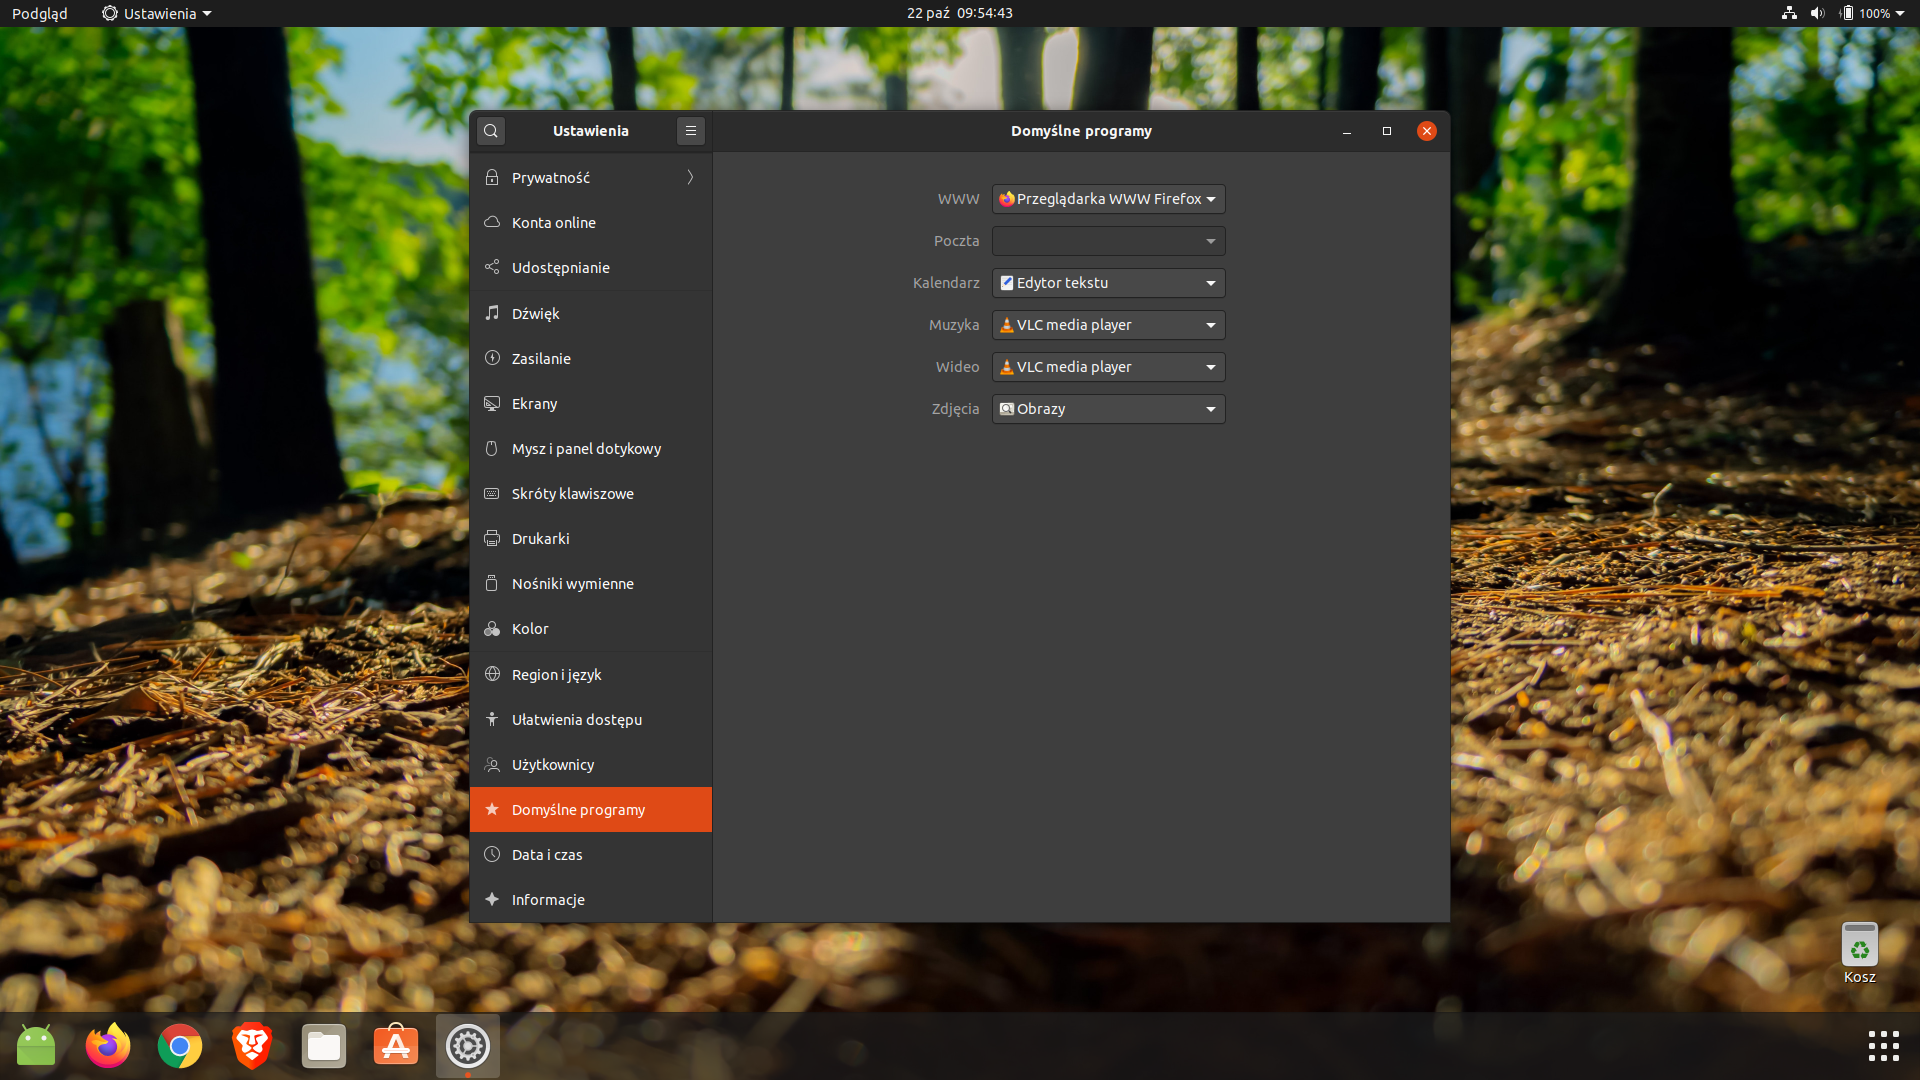 Podgląd
Ustawienia
22 paź 09:54:43
100%
Ustawienia
Domyślne programy
Prywatność
Konta online
Udostępnianie
Dźwięk
Zasilanie
Ekrany
Mysz i panel dotykowy
Skróty klawiszowe
Drukarki
Nośniki wymienne
Kolor
Region i język
Ułatwienia dostępu
Użytkownicy
Domyślne programy
Data i czas
Informacje
WWW Przeglądarka WWW Firefox
Poczta
Kalendarz Edytor tekstu
Muzyka VLC media player
Wideo VLC media player
Zdjęcia Obrazy
Kosz